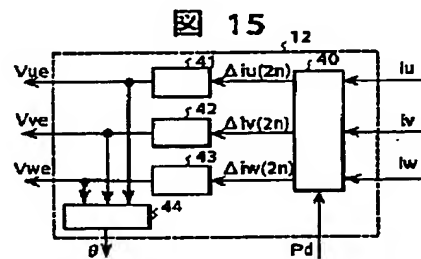 図 15
12
Vue 41 Δiu(2n) 40 iu
Vve 42 Δiv(2n) iv
Vwe 43 Δiw(2n) iw
44
θ Pd